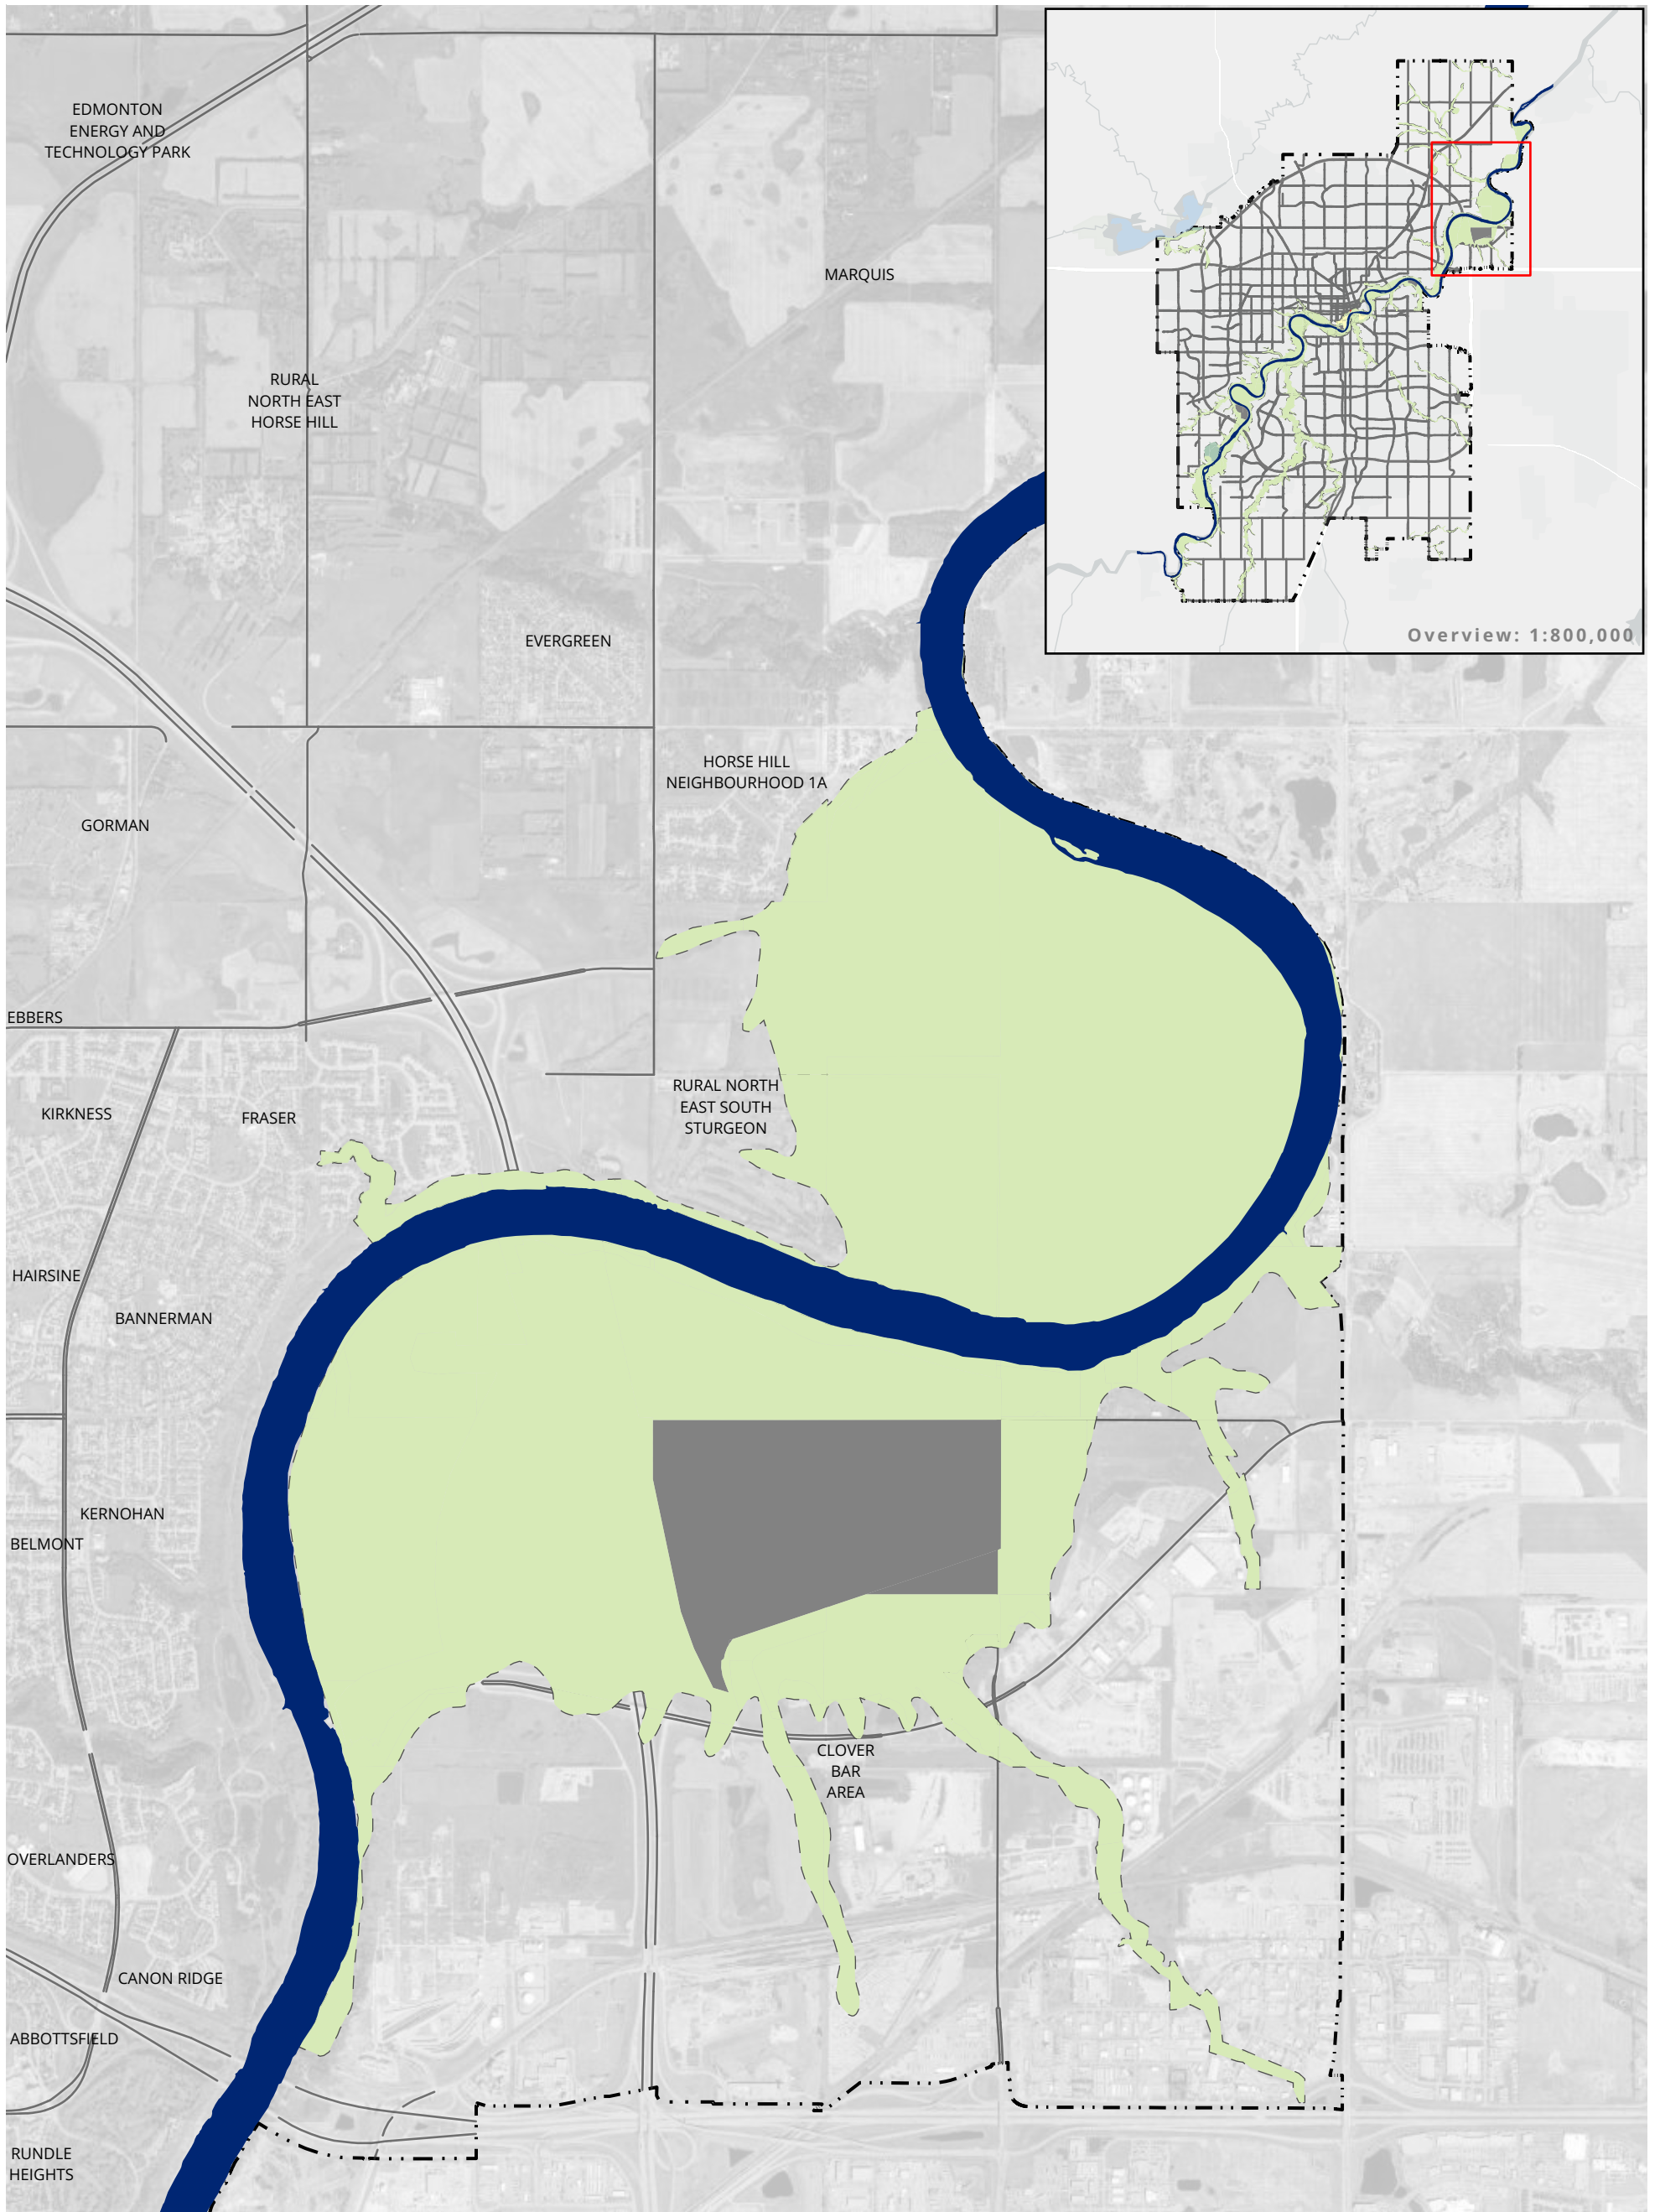 EDMONTON
ENERGY AND
TECHNOLOGY PARK
MARQUIS
RURAL
NORTH EAST
HORSE HILL
Overview: 1:800,000
EVERGREEN
HORSE HILL
NEIGHBOURHOOD 1A
GORMAN
EBBERS
RURAL NORTH
EAST SOUTH
STURGEON
KIRKNESS
FRASER
HAIRSINE
BANNERMAN
KERNOHAN
BELMONT
CLOVER
BAR
AREA
OVERLANDERS
CANON RIDGE
ABBOTTSFIELD
RUNDLE
HEIGHTS